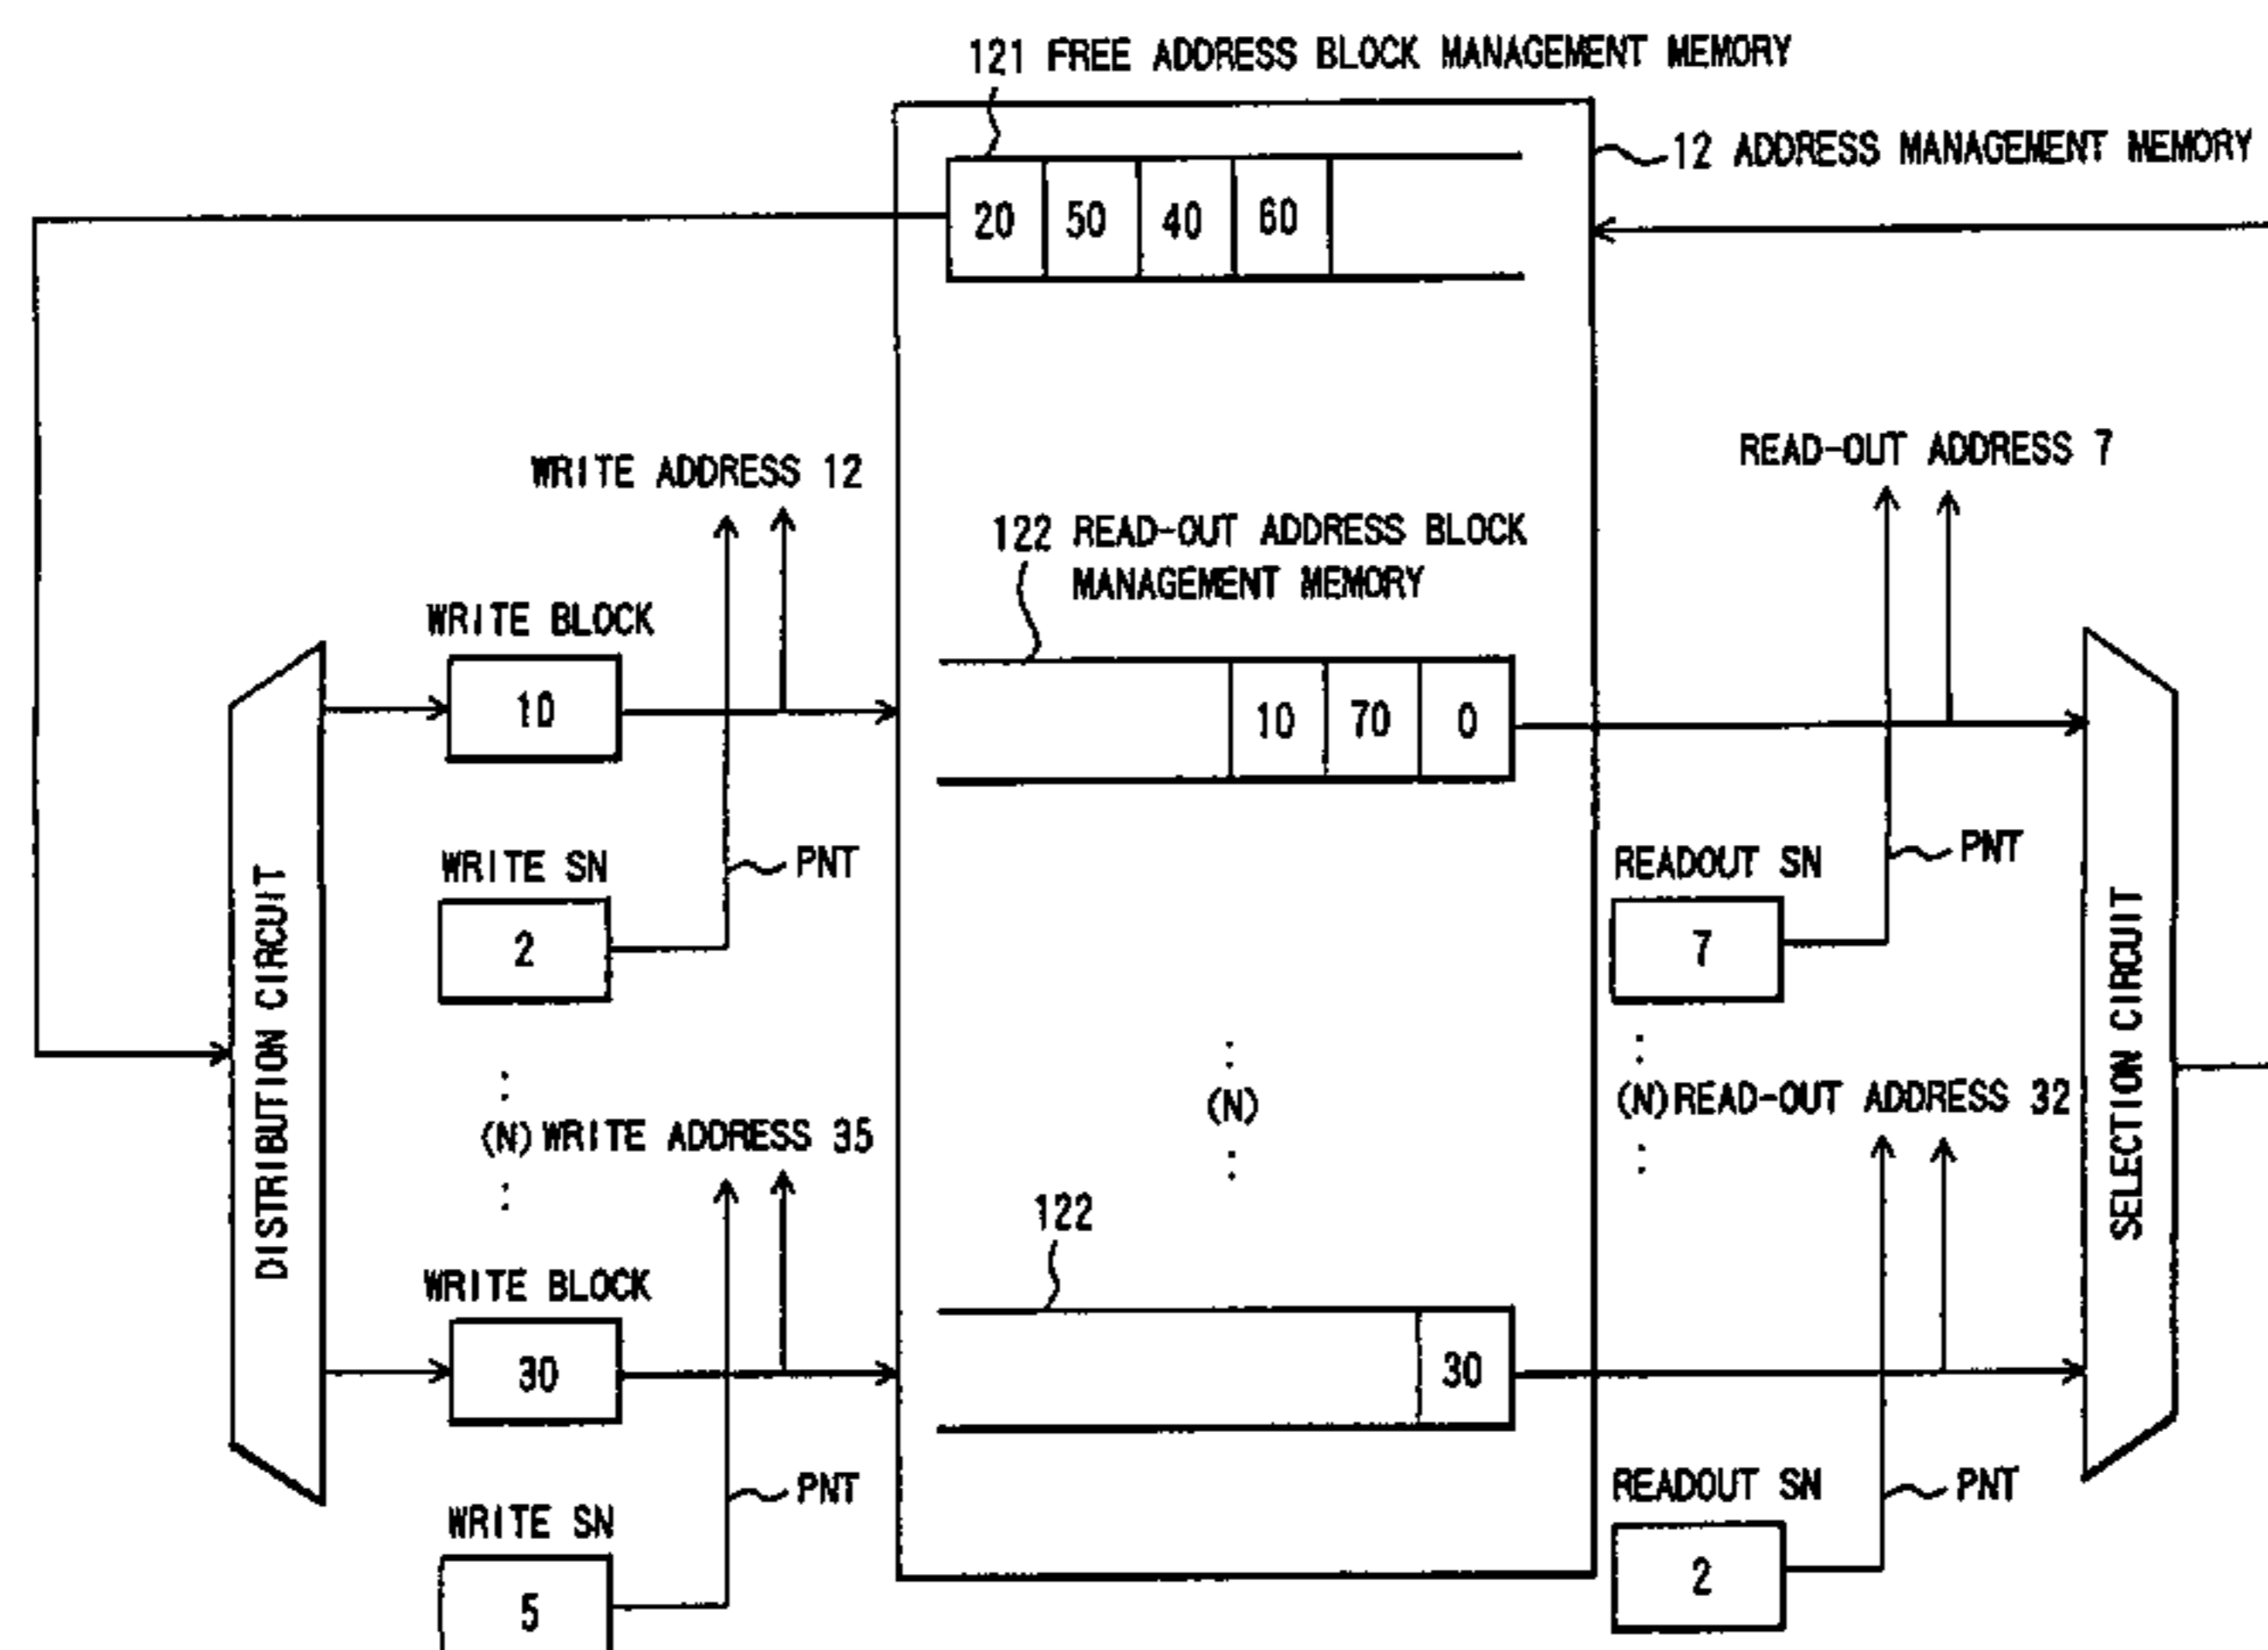 121 FREE ADDRESS BLOCK MANAGEMENT MEMORY
12 ADDRESS MANAGEMENT MEMORY
20 50 40 60
WRITE ADDRESS 12
READ-OUT ADDRESS 7
122 READ-OUT ADDRESS BLOCK
MANAGEMENT MEMORY
WRITE BLOCK
10
10 70 0
WRITE SN
PNT
2
READOUT SN
PNT
7
DISTRIBUTION CIRCUIT
SELECTION CIRCUIT
(N) WRITE ADDRESS 35
(N)
(N) READ-OUT ADDRESS 32
122
WRITE BLOCK
30
30
WRITE SN
PNT
5
READOUT SN
PNT
2